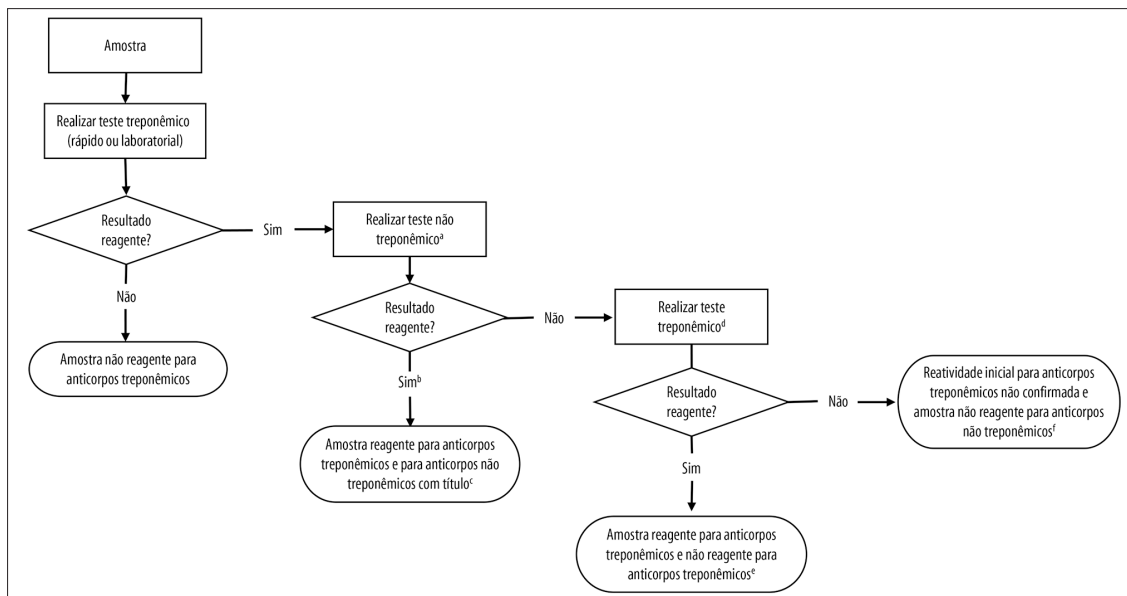 Amostra
Realizar teste treponêmico
(rápido ou laboratorial)
Resultado
reagente?
Sim
Não
Amostra não reagente para
anticorpos treponêmicos
Realizar teste não
treponêmicoᵃ
Resultado
reagente?
Não
Simᵇ
Amostra reagente para anticorpos
treponêmicos e para anticorpos não
treponêmicos com títuloᶜ
Realizar teste
treponêmicoᵈ
Resultado
reagente?
Não
Sim
Amostra reagente para anticorpos
treponêmicos e não reagente para
anticorpos treponêmicosᵉ
Reatividade inicial para anticorpos
treponêmicos não confirmada e
amostra não reagente para anticorpos
não treponêmicosᶠ